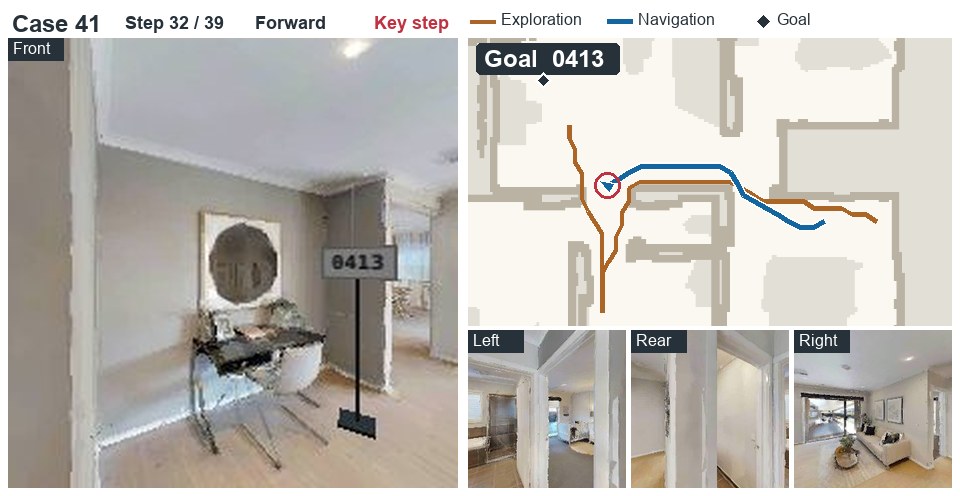 Case 41 Step 32 / 39 Forward Key step
Exploration Navigation Goal
Front
0413
Goal 0413
Left
Rear
Right